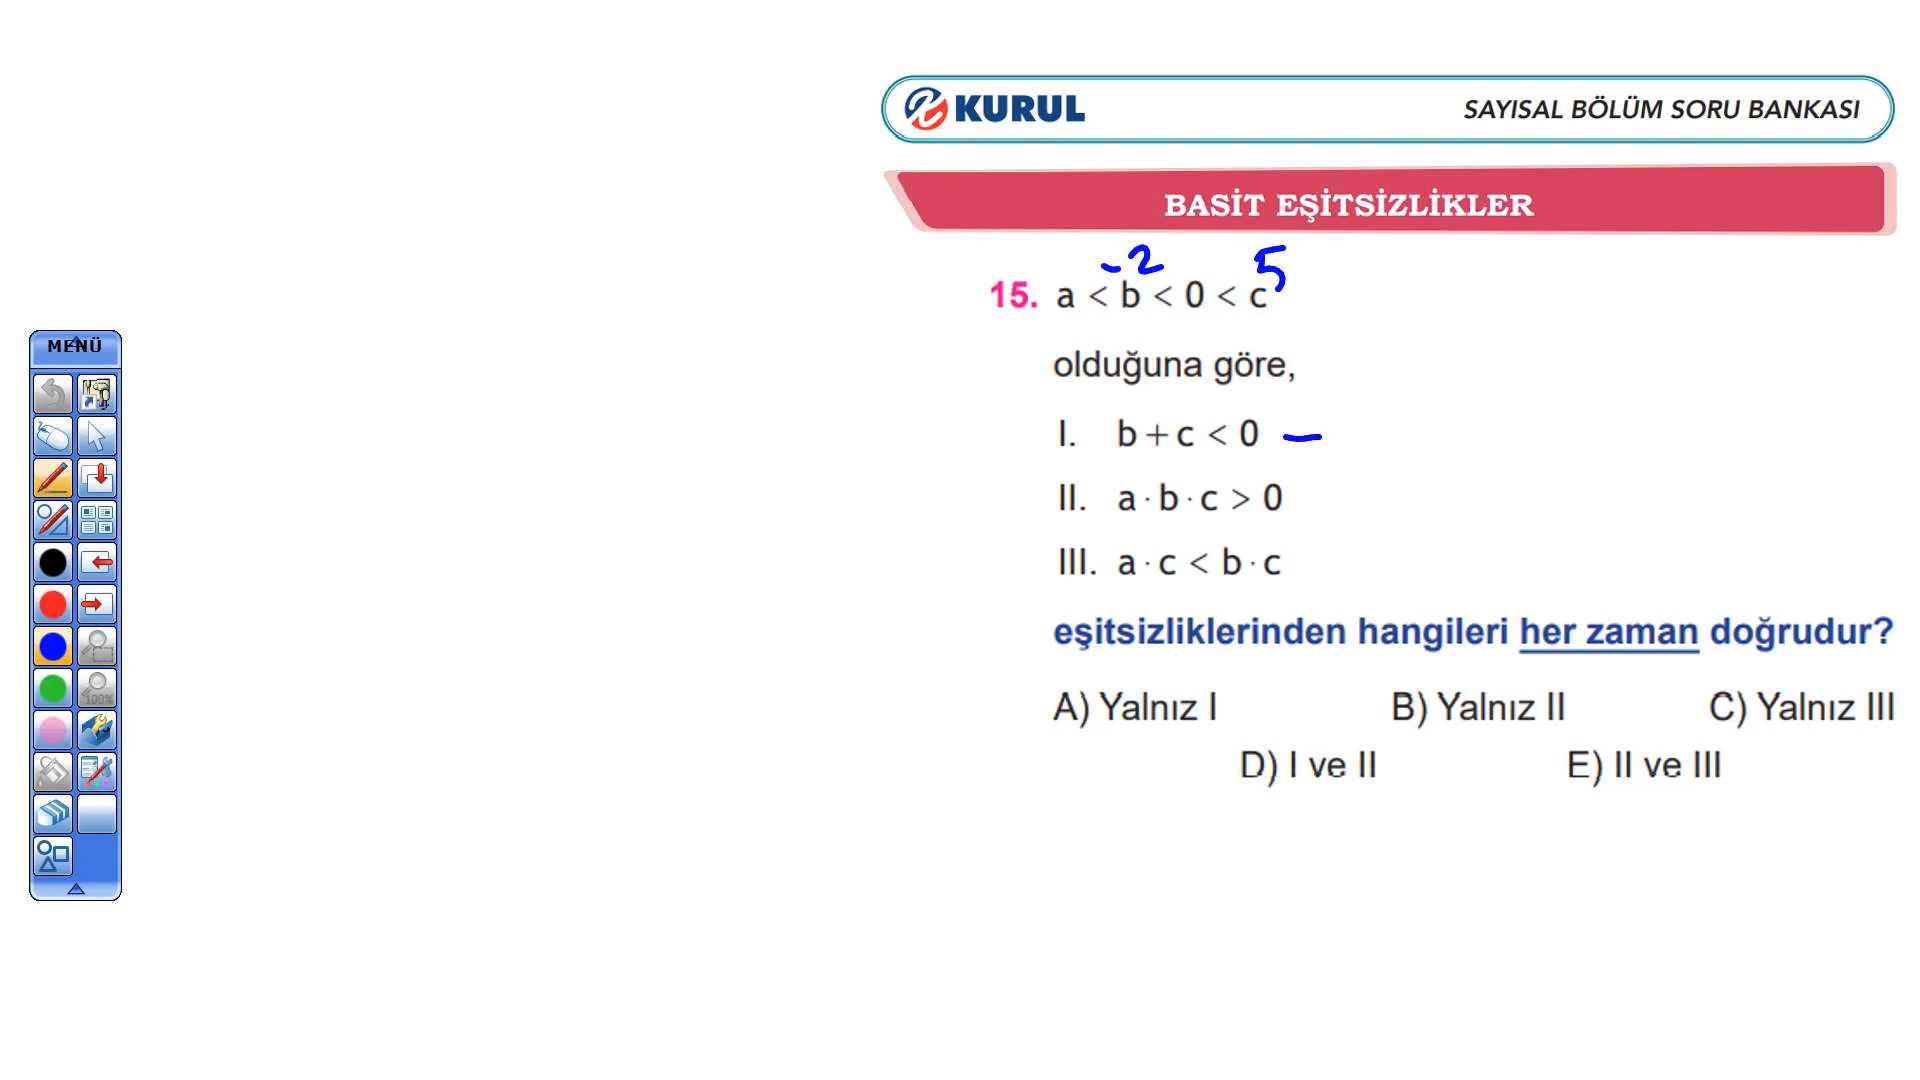 KURUL
SAYISAL BÖLÜM SORU BANKASI
BASİT EŞİTSİZLİKLER
-2 5
15. a < b < 0 < c
olduğuna göre,
I. b + c < 0 –
II. a · b · c > 0
III. a · c < b · c
eşitsizliklerinden hangileri her zaman doğrudur?
A) Yalnız I B) Yalnız II C) Yalnız III
D) I ve II E) II ve III
MENÜ
100%